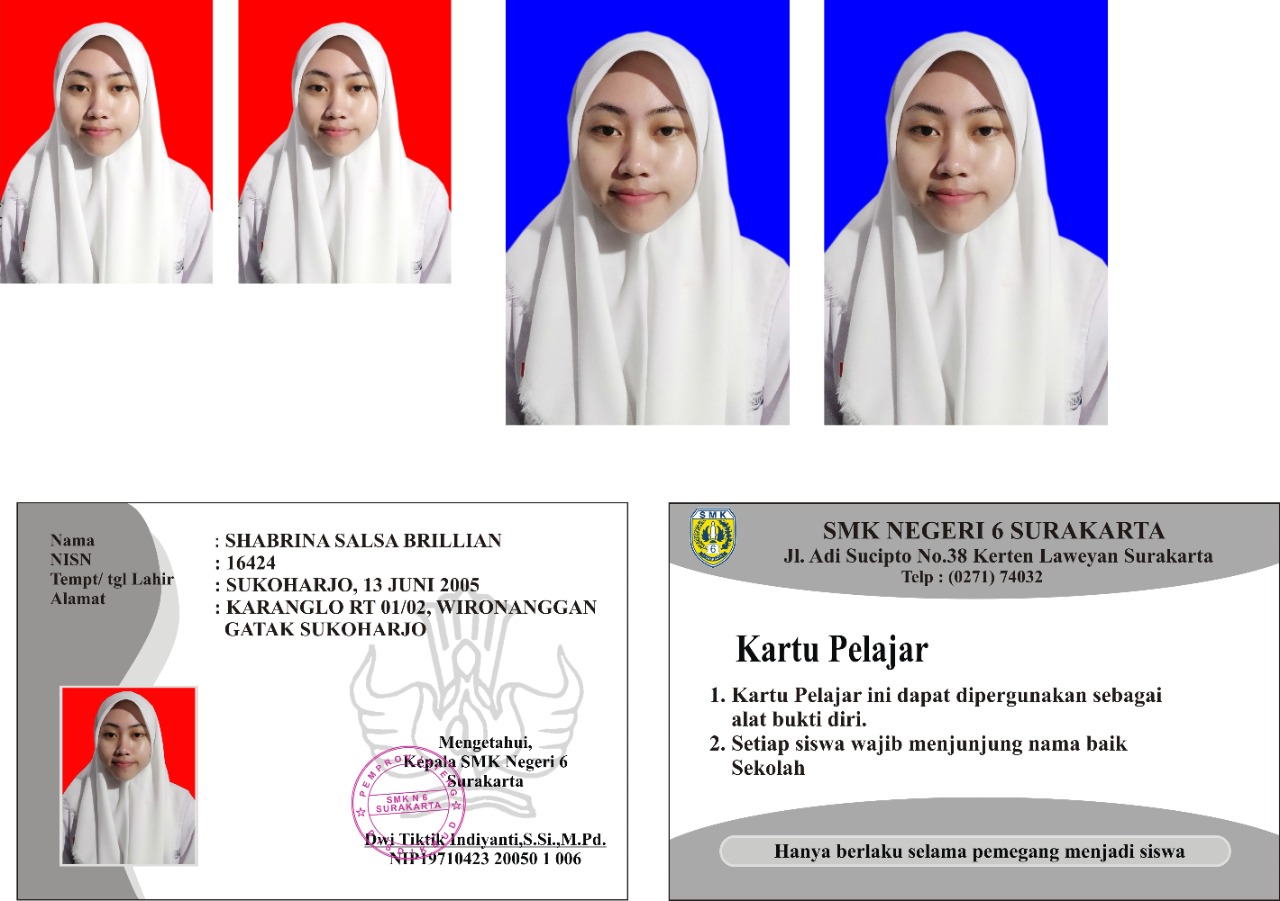 Nama : SHABRINA SALSA BRILLIAN
NISN : 16424
Tempt/ tgl Lahir : SUKOHARJO, 13 JUNI 2005
Alamat : KARANGLO RT 01/02, WIRONANGGAN
GATAK SUKOHARJO
Mengetahui,
Kepala SMK Negeri 6
Surakarta
SMK N 6
SURAKARTA
Dwi Tiktik Indiyanti,S.Si.,M.Pd.
NIP19710423 20050 1 006
SMK
6
SMK NEGERI 6 SURAKARTA
Jl. Adi Sucipto No.38 Kerten Laweyan Surakarta
Telp : (0271) 74032
Kartu Pelajar
1. Kartu Pelajar ini dapat dipergunakan sebagai
alat bukti diri.
2. Setiap siswa wajib menjunjung nama baik
Sekolah
Hanya berlaku selama pemegang menjadi siswa